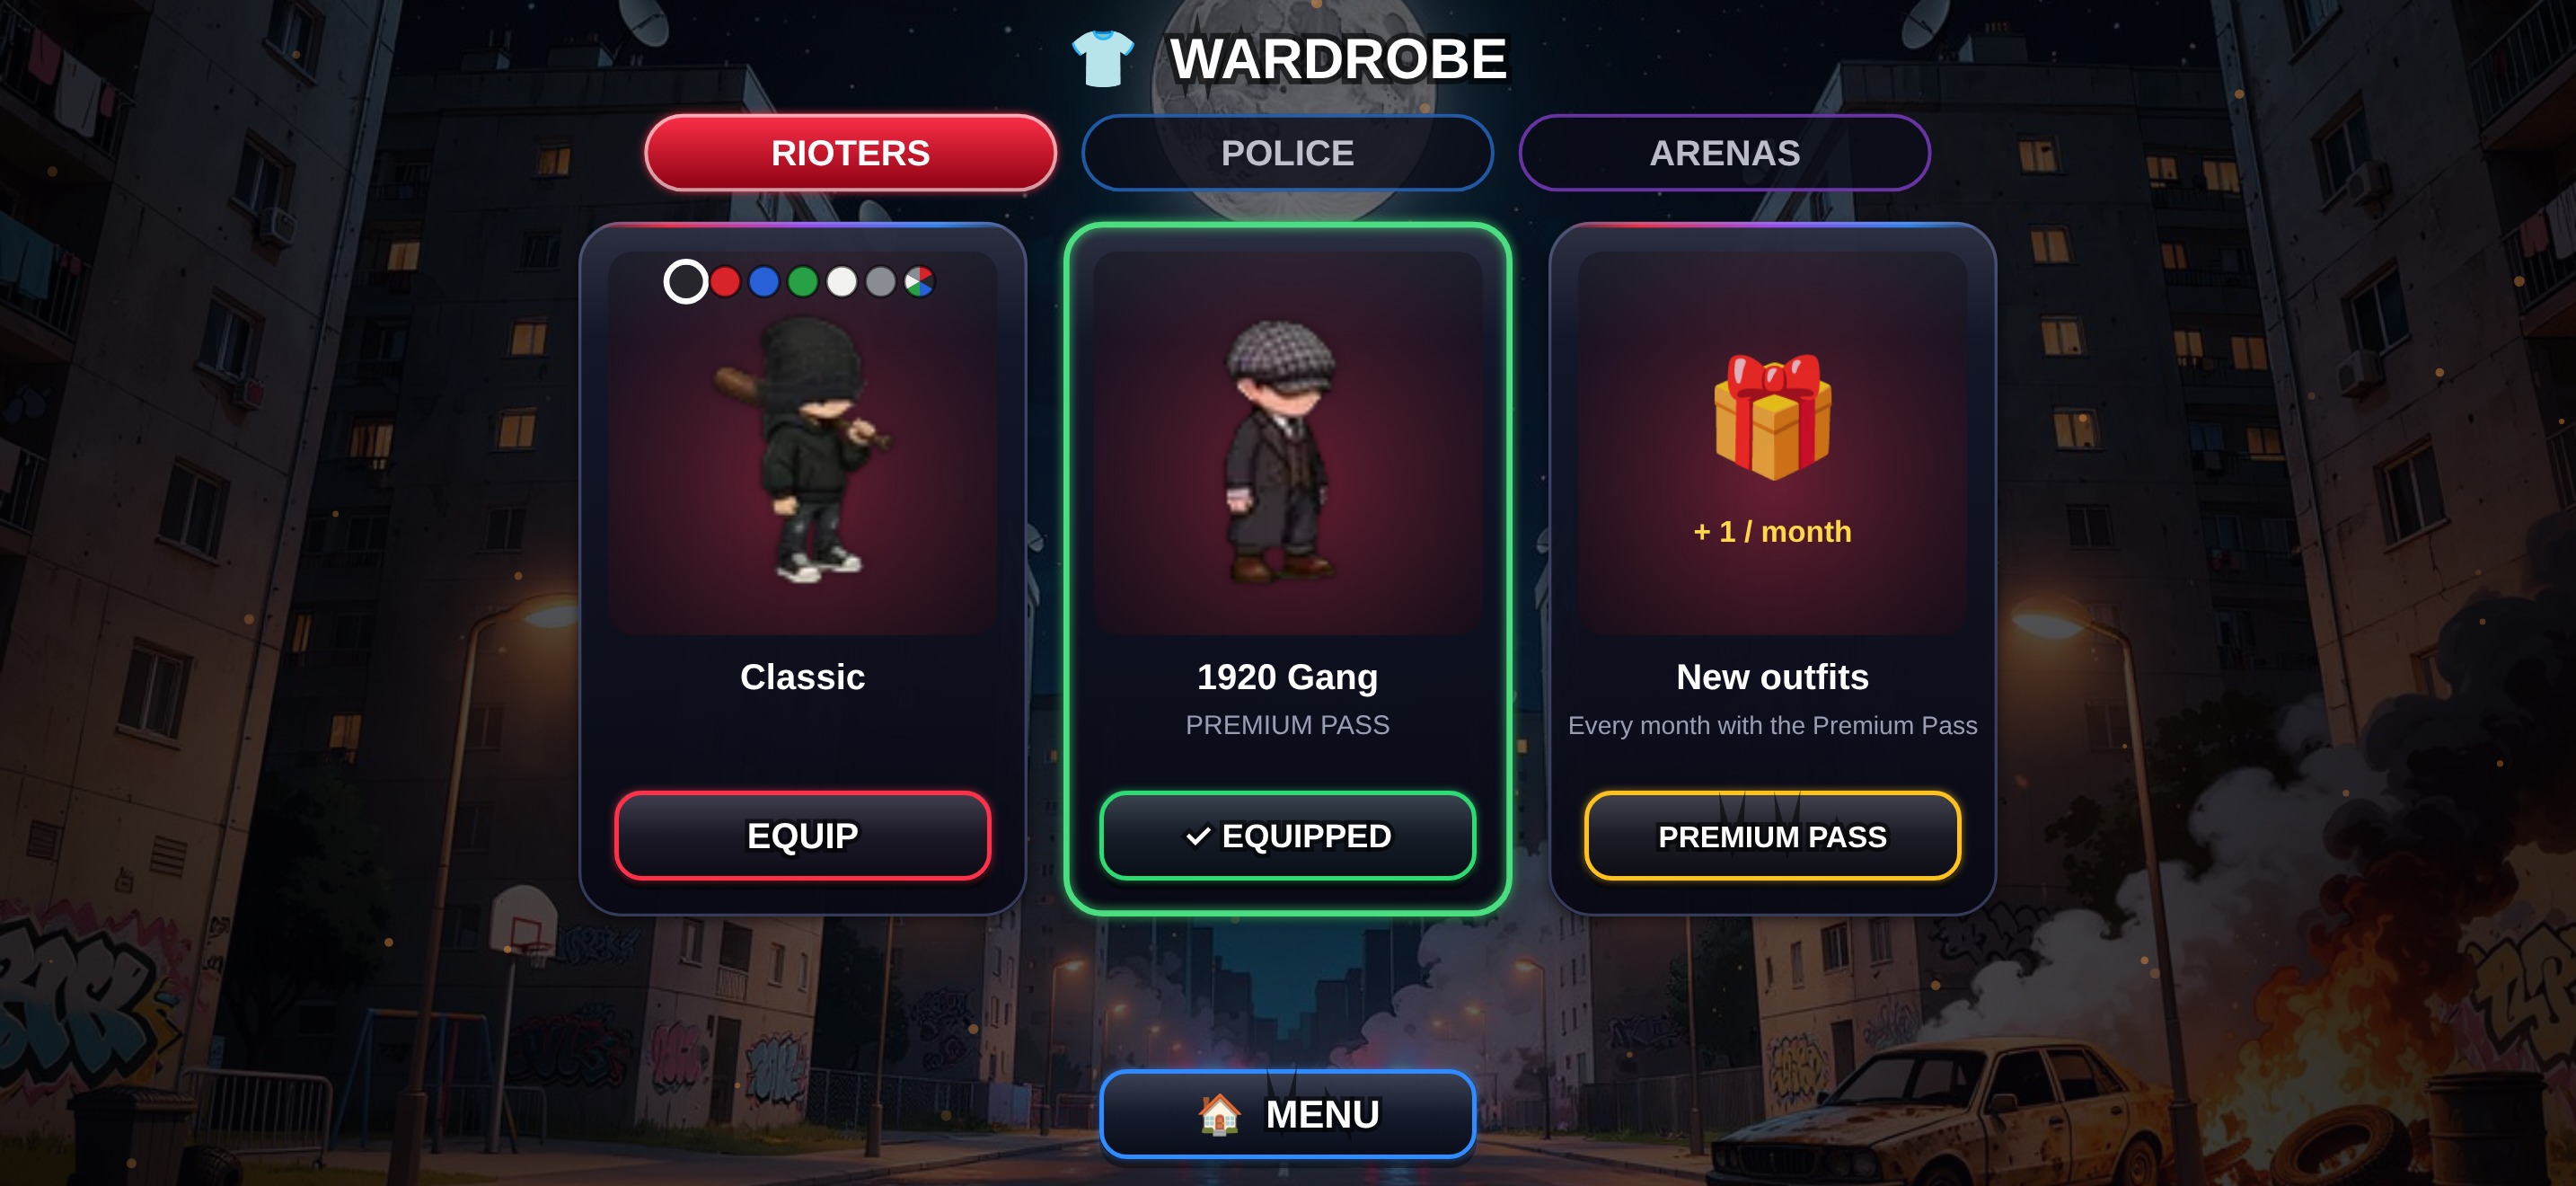 WARDROBE
RIOTERS
POLICE
ARENAS
+ 1 / month
Classic
1920 Gang
New outfits
PREMIUM PASS
Every month with the Premium Pass
EQUIP
✓ EQUIPPED
PREMIUM PASS
MENU